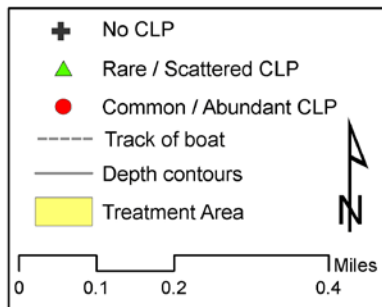 No CLP
Rare / Scattered CLP
Common / Abundant CLP
Track of boat
Depth contours
Treatment Area
N
Miles
0 0.1 0.2 0.4